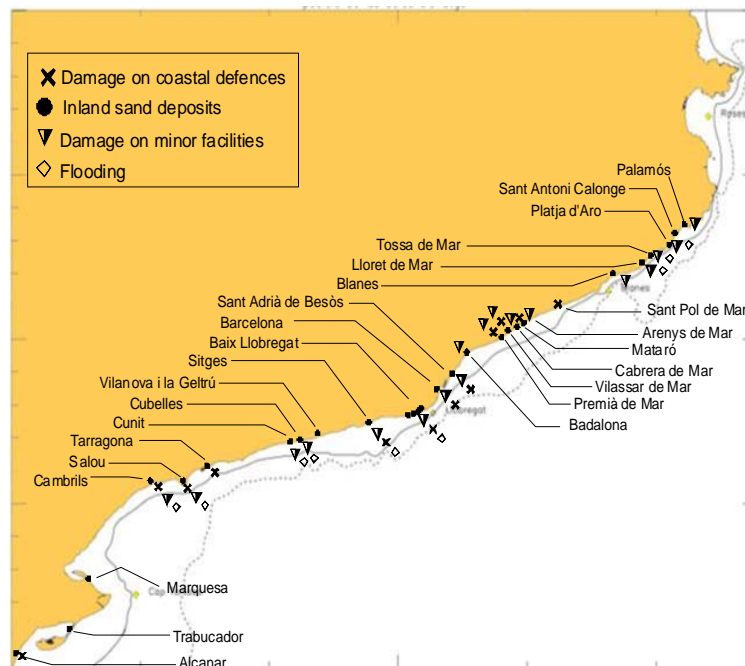 Damage on coastal defences
Inland sand deposits
Damage on minor facilities
Flooding
Roses
Palamós
Sant Antoni Calonge
Platja d'Aro
Tossa de Mar
Lloret de Mar
Blanes
Sant Adrià de Besòs
Barcelona
Baix Llobregat
Sitges
Vilanova i la Geltrú
Cubelles
Cunit
Tarragona
Salou
Cambrils
Sant Pol de Mar
Arenys de Mar
Mataró
Cabrera de Mar
Vilassar de Mar
Premià de Mar
Badalona
Marquesa
Trabucador
Alcanar